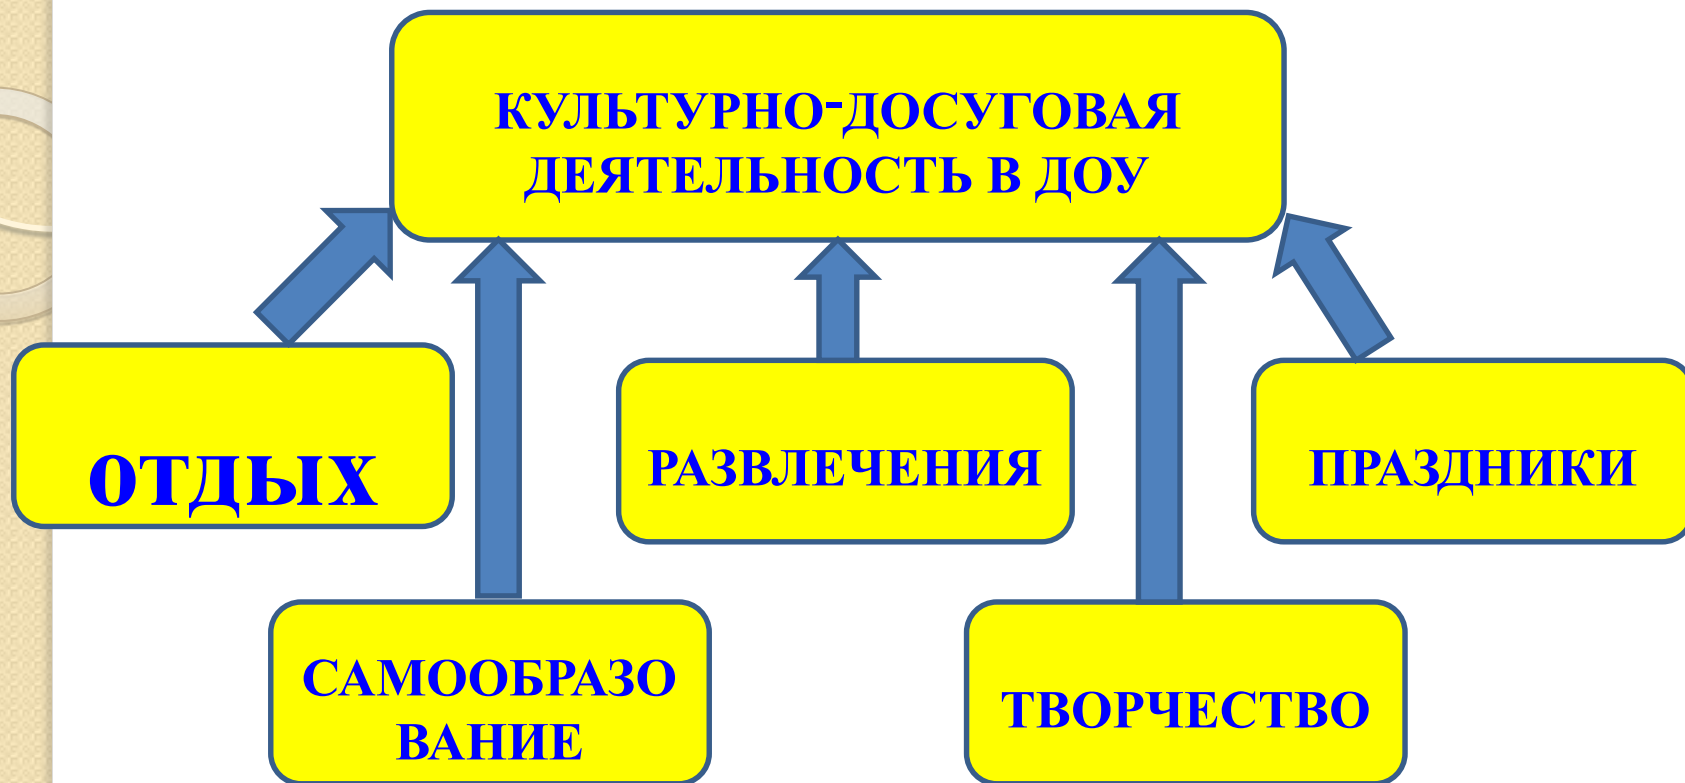 КУЛЬТУРНО-ДОСУГОВАЯ
ДЕЯТЕЛЬНОСТЬ В ДОУ
ОТДЫХ
РАЗВЛЕЧЕНИЯ
ПРАЗДНИКИ
САМООБРАЗО
ВАНИЕ
ТВОРЧЕСТВО